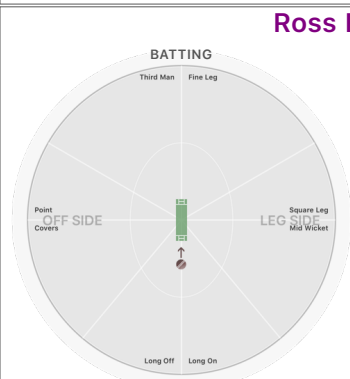 Ross
BATTING
Third Man Fine Leg
Point Square Leg
OFF SIDE LEG SIDE
Covers Mid Wicket
Long Off Long On